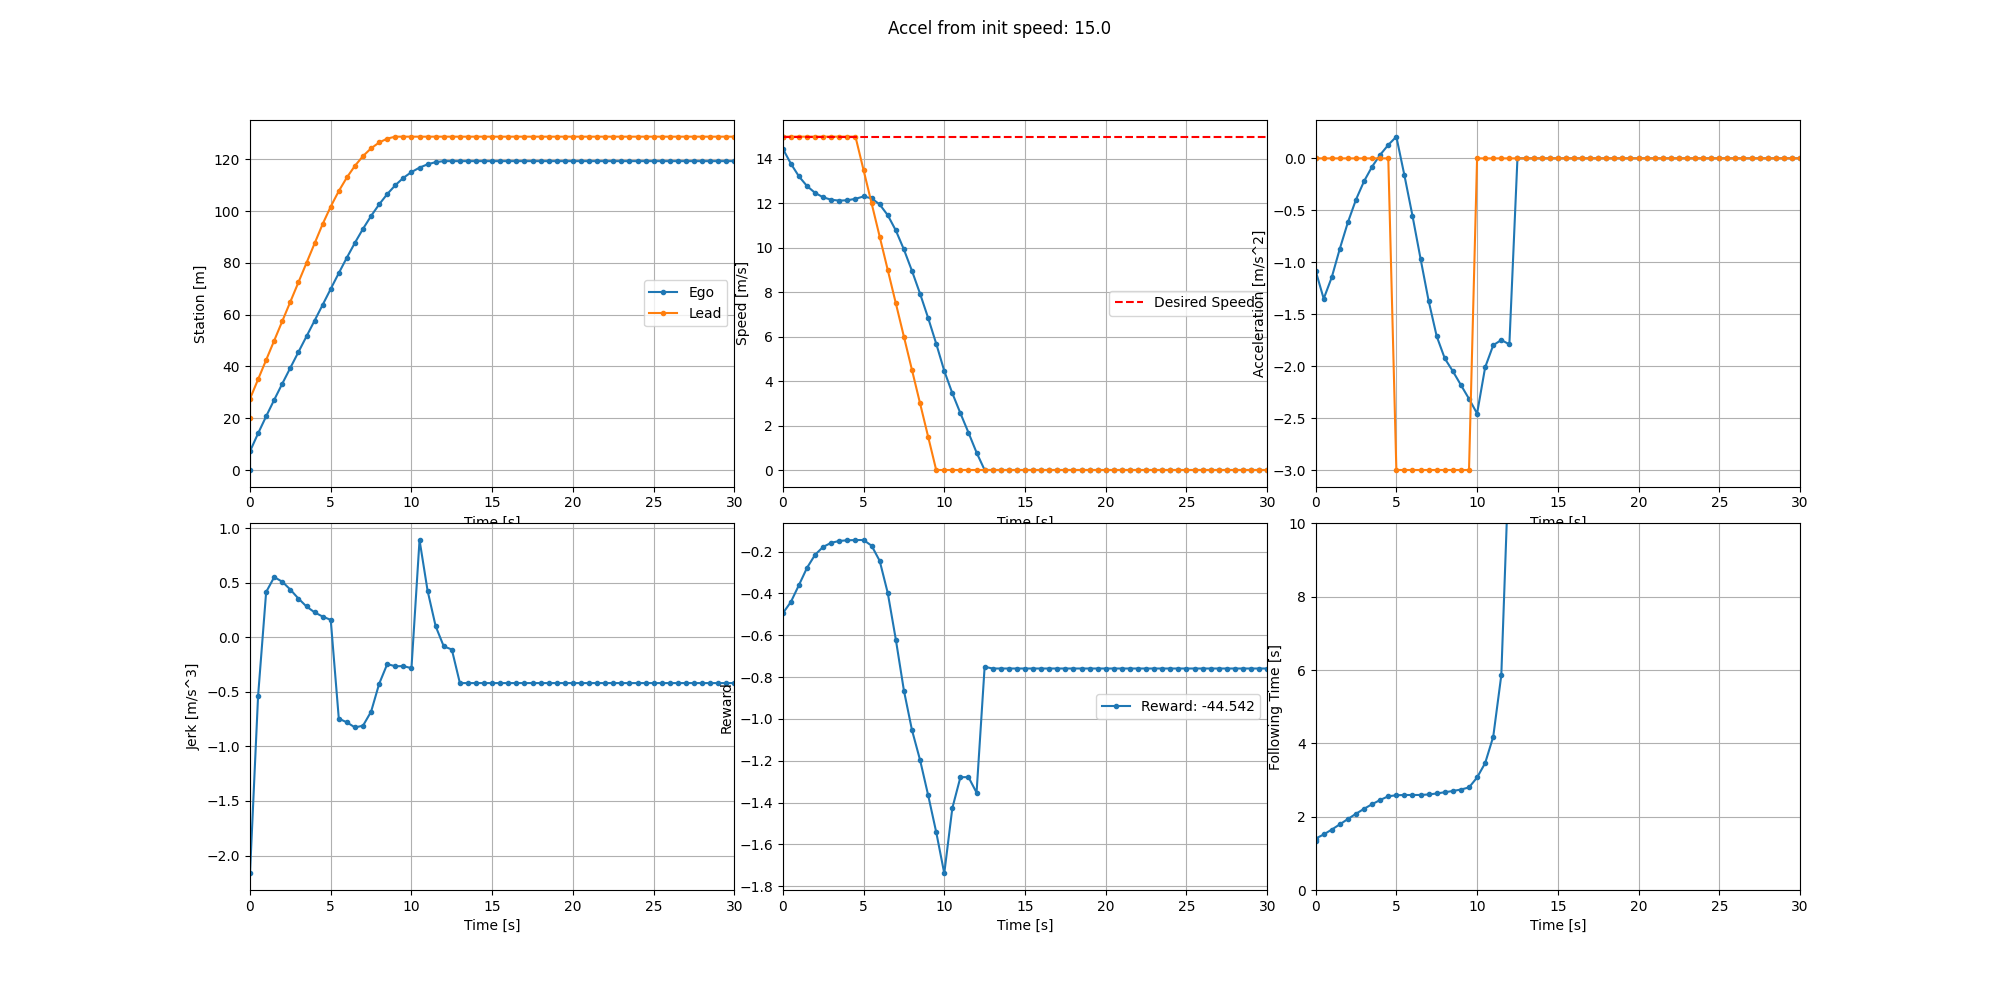 Accel from init speed: 15.0
Station [m]
120
100
80
60
40
20
0
Ego
Lead
0 5 10 15 20 25 30
Time [s]
Speed [m/s]
14
12
10
8
6
4
2
0
Desired Speed
0 5 10 15 20 25 30
Time [s]
Acceleration [m/s^2]
0.0
−0.5
−1.0
−1.5
−2.0
−2.5
−3.0
0 5 10 15 20 25 30
Time [s]
Jerk [m/s^3]
1.0
0.5
0.0
−0.5
−1.0
−1.5
−2.0
0 5 10 15 20 25 30
Time [s]
Reward
−0.2
−0.4
−0.6
−0.8
−1.0
−1.2
−1.4
−1.6
−1.8
Reward: -44.542
0 5 10 15 20 25 30
Time [s]
Following Time [s]
10
8
6
4
2
0
0 5 10 15 20 25 30
Time [s]